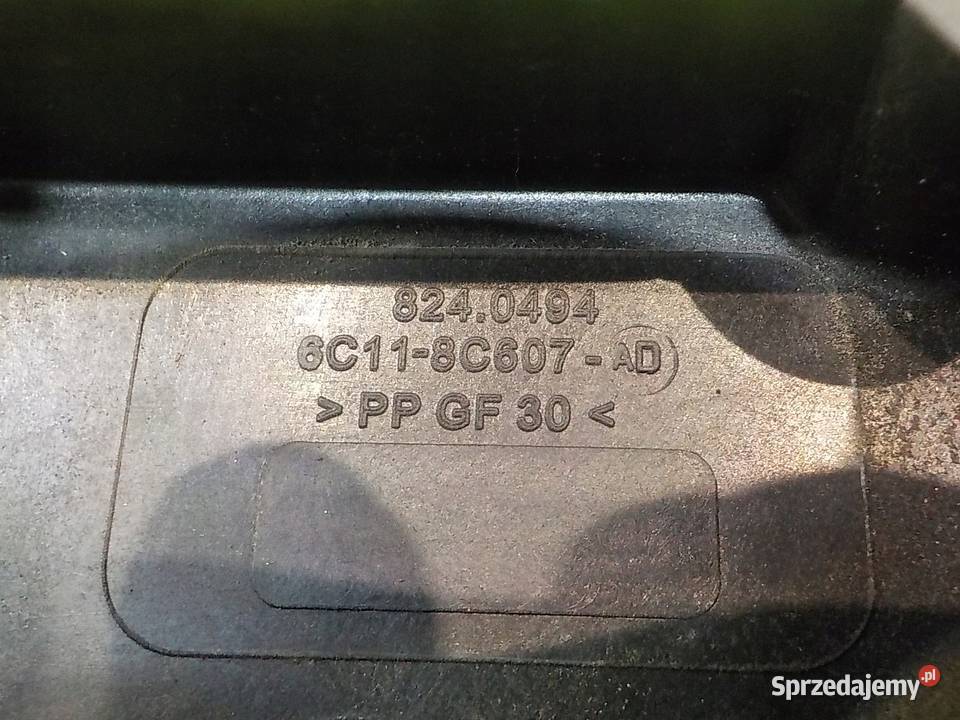 824.0494
6C11-8C607-AD
> PP GF 30 <
Sprzedajemy.pl